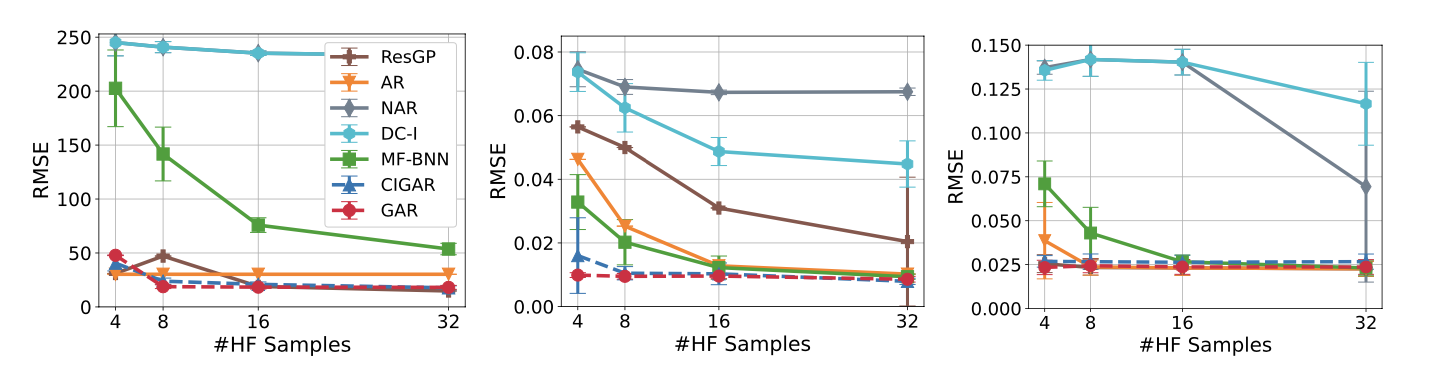 250
200
150
100
50
0
RMSE
4 8 16 32
#HF Samples
ResGP
AR
NAR
DC-I
MF-BNN
CIGAR
GAR
0.08
0.06
0.04
0.02
0.00
RMSE
4 8 16 32
#HF Samples
0.150
0.125
0.100
0.075
0.050
0.025
0.000
RMSE
4 8 16 32
#HF Samples